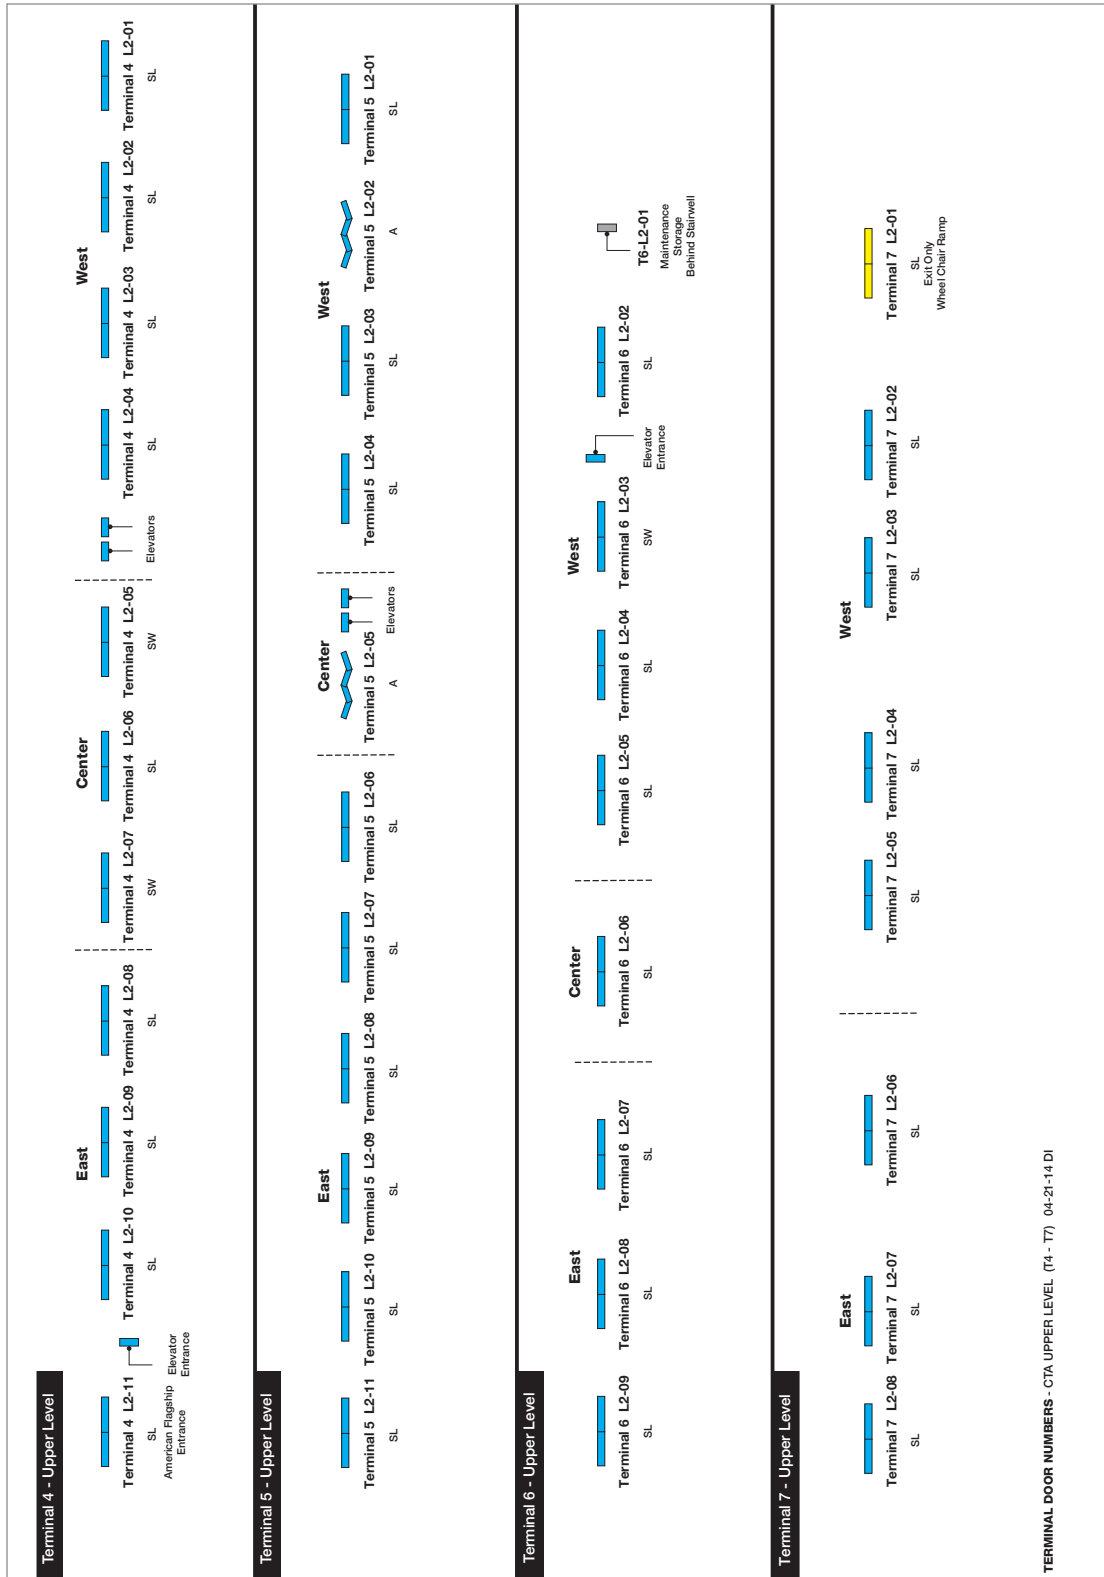 Terminal 4 - Upper Level
East
Center
West
Terminal 4 L2-11
SL
American Flagship
Entrance
Elevator
Entrance
Terminal 4 L2-10
SL
Terminal 4 L2-09
SL
Terminal 4 L2-08
SL
Terminal 4 L2-07
SW
Terminal 4 L2-06
SL
Terminal 4 L2-05
SW
Elevators
Terminal 4 L2-04
SL
Terminal 4 L2-03
SL
Terminal 4 L2-02
SL
Terminal 4 L2-01
SL
Terminal 5 - Upper Level
East
Center
West
Terminal 5 L2-11
SL
Terminal 5 L2-10
SL
Terminal 5 L2-09
SL
Terminal 5 L2-08
SL
Terminal 5 L2-07
SL
Terminal 5 L2-06
SL
Terminal 5 L2-05
A
Elevators
Terminal 5 L2-04
SL
Terminal 5 L2-03
SL
Terminal 5 L2-02
A
Terminal 5 L2-01
SL
Terminal 6 - Upper Level
East
Center
West
Terminal 6 L2-09
SL
Terminal 6 L2-08
SL
Terminal 6 L2-07
SL
Terminal 6 L2-06
SL
Terminal 6 L2-05
SL
Terminal 6 L2-04
SL
Terminal 6 L2-03
SW
Elevator
Entrance
Terminal 6 L2-02
SL
T6-L2-01
Maintenance
Storage
Behind Stairwell
Terminal 7 - Upper Level
East
West
Terminal 7 L2-08
SL
Terminal 7 L2-07
SL
Terminal 7 L2-06
SL
Terminal 7 L2-05
SL
Terminal 7 L2-04
SL
Terminal 7 L2-03
SL
Terminal 7 L2-02
SL
Terminal 7 L2-01
SL
Exit Only
Wheel Chair Ramp
TERMINAL DOOR NUMBERS - CTA UPPER LEVEL (T4 - T7) 04-21-14 DI